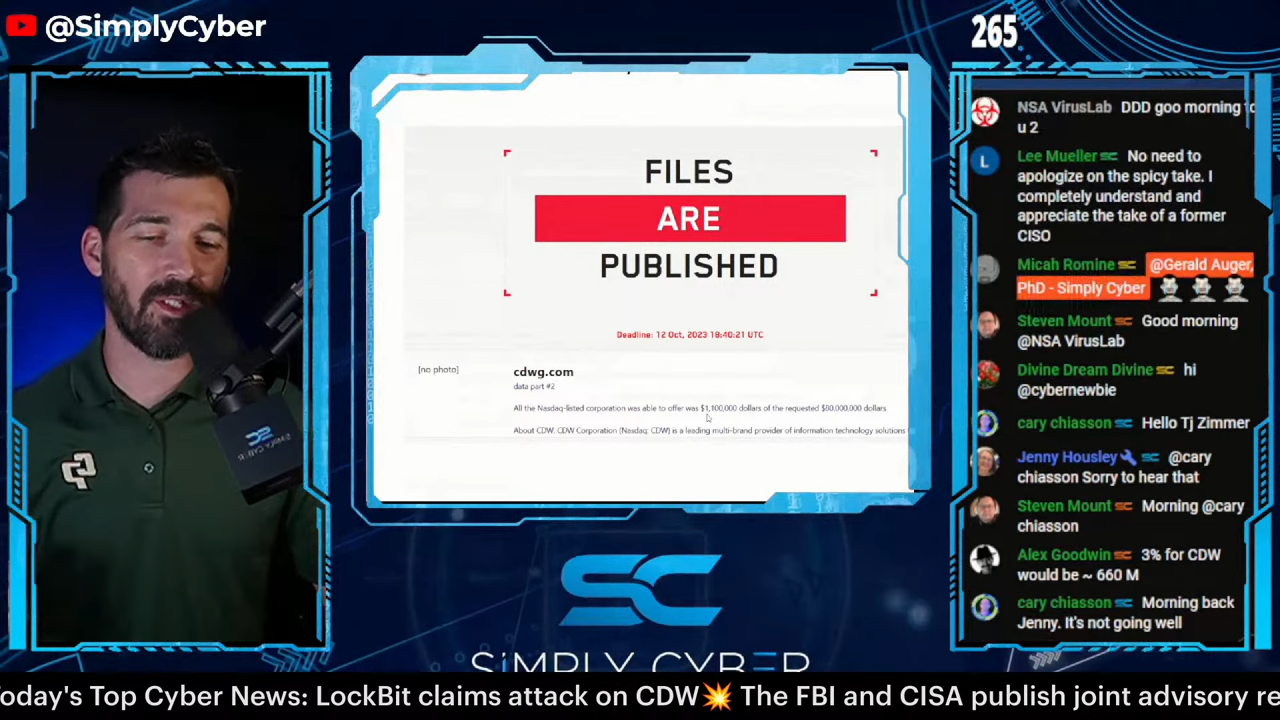 @SimplyCyber
265
FILES
ARE
PUBLISHED
Deadline: 12 Oct, 2023 18:40:21 UTC
[no photo]
cdwg.com
data part #2
All the Nasdaq-listed corporation was able to offer was $1,100,000 dollars of the requested $80,000,000 dollars
About CDW: CDW Corporation (Nasdaq: CDW) is a leading multi-brand provider of information technology solutions
NSA VirusLab DDD goo morning to
u 2
Lee Mueller No need to
apologize on the spicy take. I
completely understand and
appreciate the take of a former
CISO
Micah Romine @Gerald Auger,
PhD - Simply Cyber
Steven Mount Good morning
@NSA VirusLab
Divine Dream Divine hi
@cybernewbie
cary chiasson Hello Tj Zimmer
Jenny Housley @cary
chiasson Sorry to hear that
Steven Mount Morning @cary
chiasson
Alex Goodwin 3% for CDW
would be ~ 660 M
cary chiasson Morning back
Jenny. It's not going well
SC
SIMPLY CYBER
Today's Top Cyber News: LockBit claims attack on CDW💥 The FBI and CISA publish joint advisory re